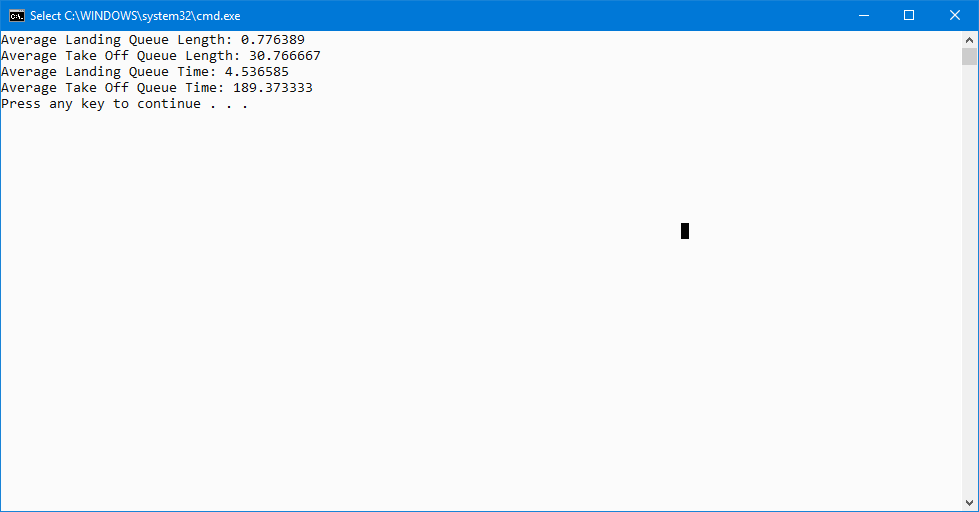 Select C:\WINDOWS\system32\cmd.exe
Average Landing Queue Length: 0.776389
Average Take Off Queue Length: 30.766667
Average Landing Queue Time: 4.536585
Average Take Off Queue Time: 189.373333
Press any key to continue . . .